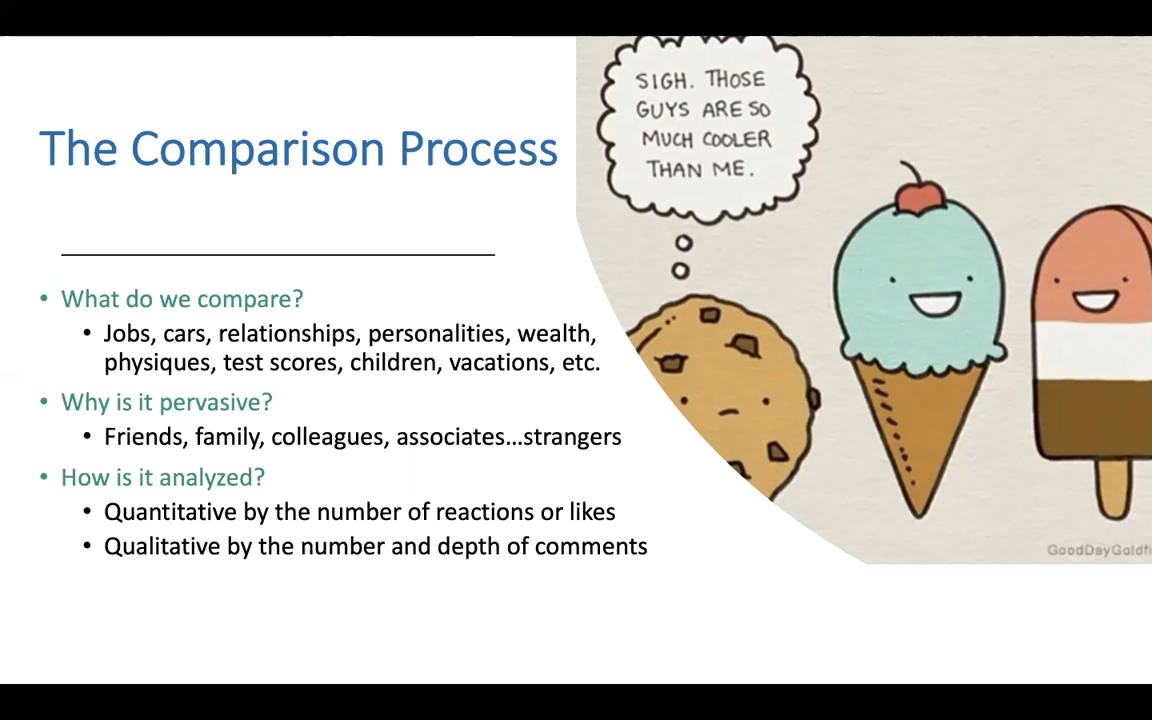 The Comparison Process
• What do we compare?
• Jobs, cars, relationships, personalities, wealth,
physiques, test scores, children, vacations, etc.
• Why is it pervasive?
• Friends, family, colleagues, associates...strangers
• How is it analyzed?
• Quantitative by the number of reactions or likes
• Qualitative by the number and depth of comments
SIGH. THOSE
GUYS ARE SO
MUCH COOLER
THAN ME.
GoodDayGoldfi